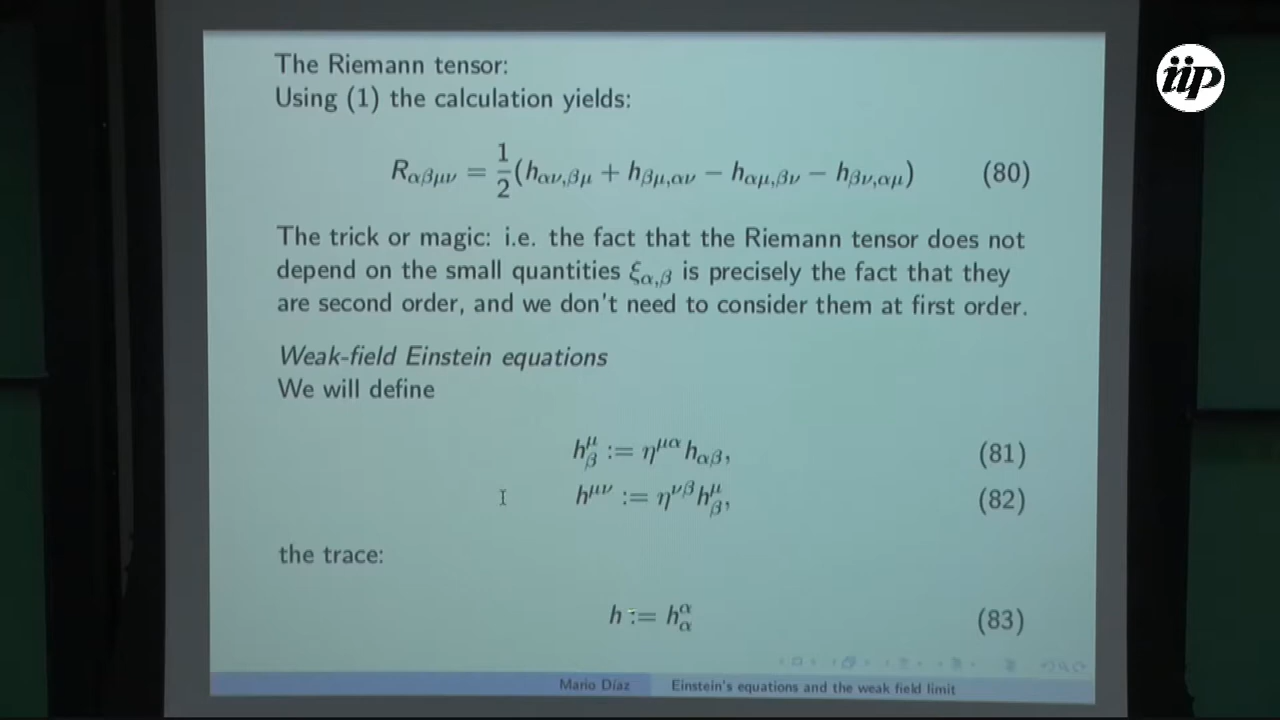 iip
The Riemann tensor:
Using (1) the calculation yields:
R_{αβμν} = \frac{1}{2}(h_{αν,βμ} + h_{βμ,αν} − h_{αμ,βν} − h_{βν,αμ}) (80)
The trick or magic: i.e. the fact that the Riemann tensor does not
depend on the small quantities ξ_{α,β} is precisely the fact that they
are second order, and we don't need to consider them at first order.
Weak-field Einstein equations
We will define
h^μ_β := η^{μα} h_{αβ}, (81)
h^{μν} := η^{νβ} h^μ_β, (82)
the trace:
h := h^α_α (83)
Mario Díaz Einstein's equations and the weak field limit